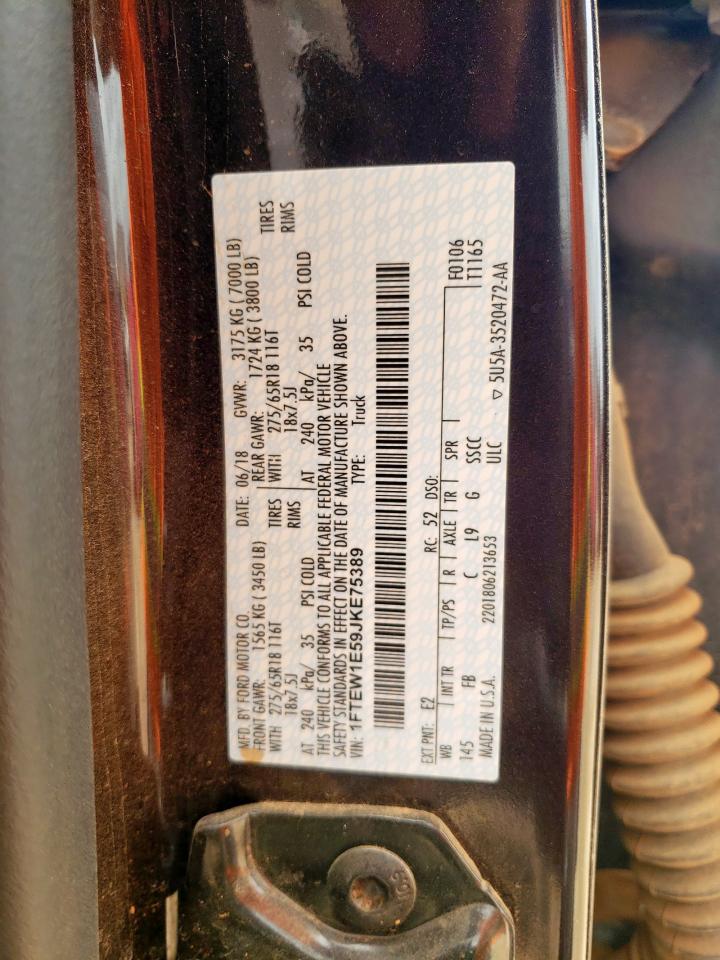 MFD. BY FORD MOTOR CO. DATE: 06/18 GVWR: 3175 KG ( 7000 LB)
FRONT GAWR: 1565 KG ( 3450 LB) REAR GAWR: 1724 KG ( 3800 LB)
WITH 275/65R18 116T TIRES WITH 275/65R18 116T TIRES
18x7.5J RIMS 18x7.5J RIMS
AT 240 kPa/ 35 PSI COLD AT 240 kPa/ 35 PSI COLD
THIS VEHICLE CONFORMS TO ALL APPLICABLE FEDERAL MOTOR VEHICLE
SAFETY STANDARDS IN EFFECT ON THE DATE OF MANUFACTURE SHOWN ABOVE.
VIN: 1FTEW1E59JKE75389 TYPE: Truck
EXT PNT: E2 RC: 52 DSO: F0106
WB INT TR TP/PS R AXLE TR SPR T1165
145 FB C L9 G SSCC
MADE IN U.S.A. 2201806213653 ULC
▽ 5U5A-3520472-AA